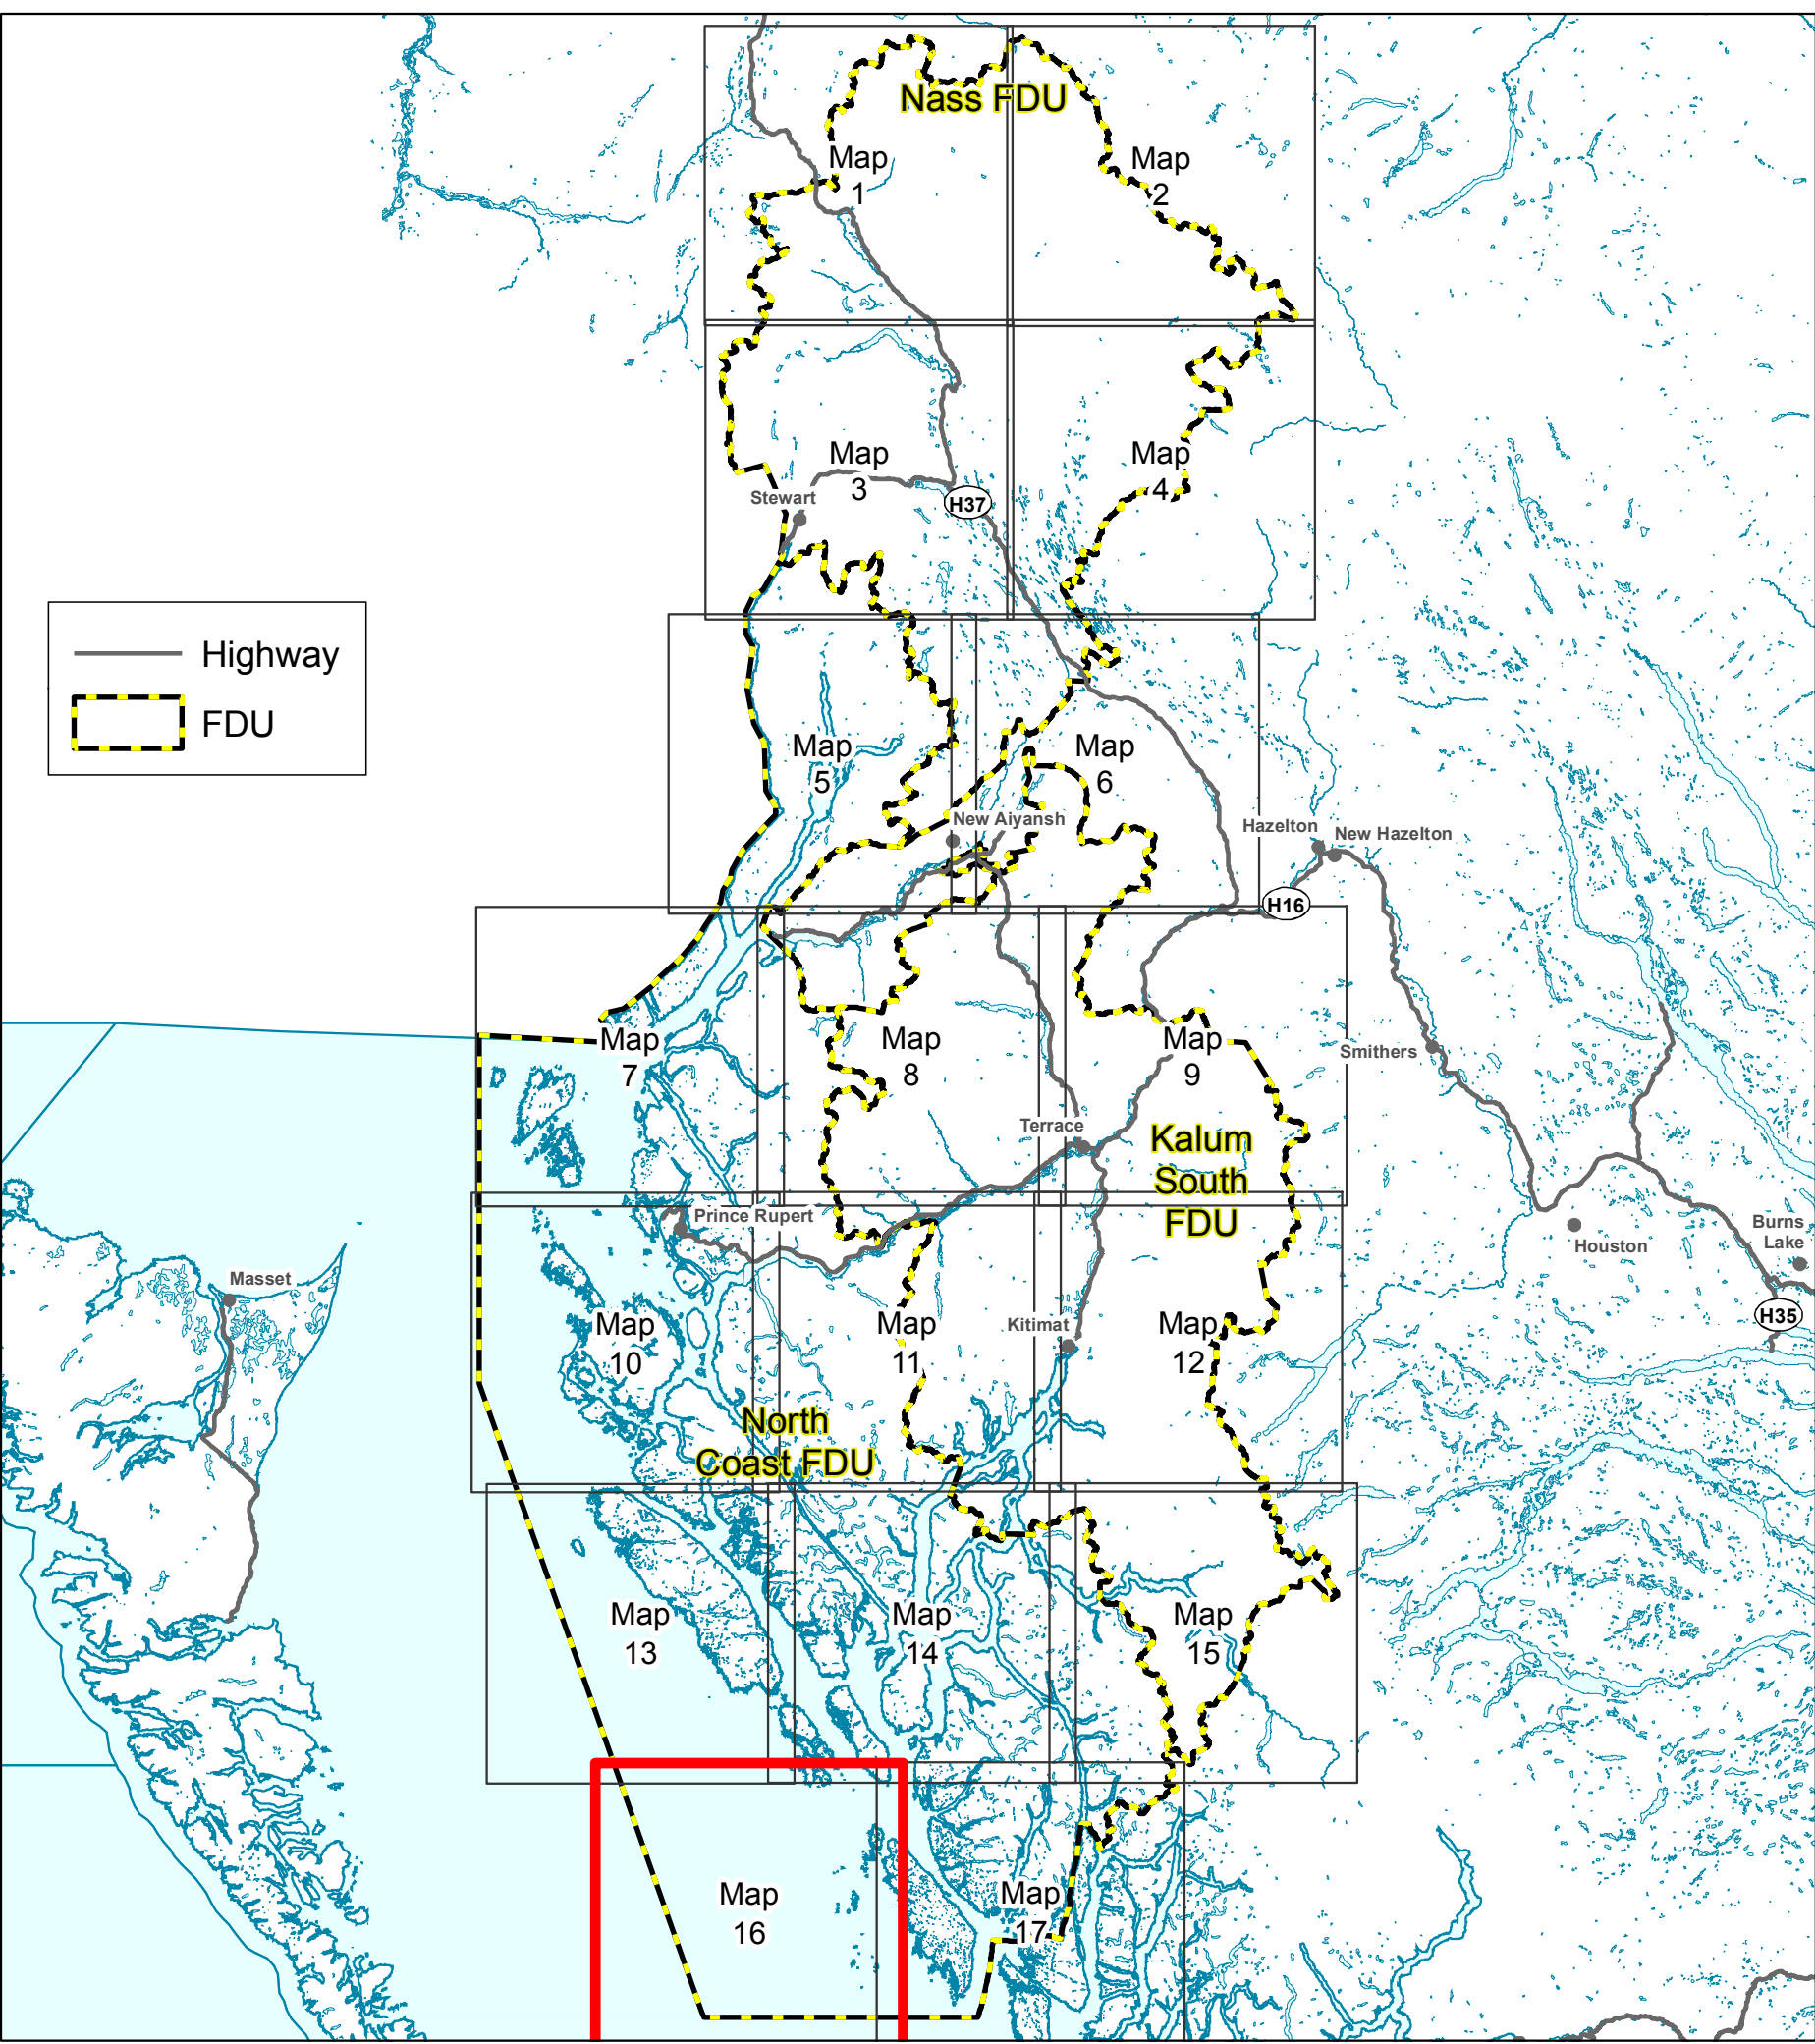 Nass FDU
Map
1
Map
2
Map
3
Map
4
Stewart
H37
Highway
FDU
Map
5
Map
6
New Aiyansh
Hazelton
New Hazelton
H16
Map
7
Map
8
Map
9
Smithers
Terrace
Kalum
South
FDU
Prince Rupert
Houston
Burns
Lake
Masset
H35
Map
10
Map
11
Kitimat
Map
12
North
Coast FDU
Map
13
Map
14
Map
15
Map
16
Map
17